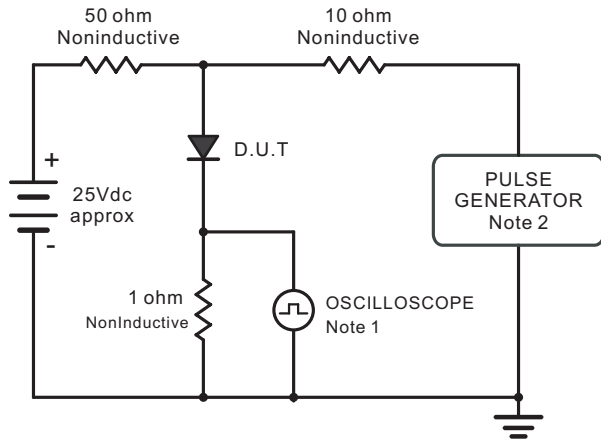 50 ohm
Noninductive
10 ohm
Noninductive
D.U.T
+
25Vdc
approx
-
PULSE
GENERATOR
Note 2
1 ohm
NonInductive
OSCILLOSCOPE
Note 1